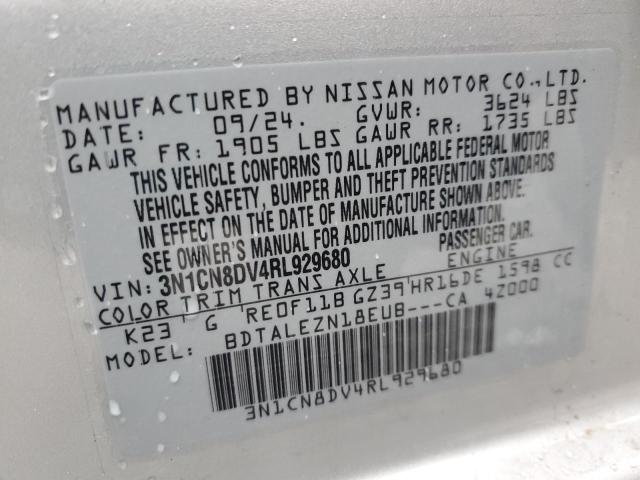 MANUFACTURED BY NISSAN MOTOR CO.,LTD.
DATE: 09/24. GVWR: 3624 LBS
GAWR FR: 1905 LBS GAWR RR: 1735 LBS
THIS VEHICLE CONFORMS TO ALL APPLICABLE FEDERAL MOTOR
VEHICLE SAFETY, BUMPER AND THEFT PREVENTION STANDARDS
IN EFFECT ON THE DATE OF MANUFACTURE SHOWN ABOVE.
SEE OWNER'S MANUAL FOR ADDITIONAL INFORMATION.
VIN: 3N1CN8DV4RL929680 PASSENGER CAR.
COLOR TRIM TRANS AXLE ENGINE
K23 G RE0F11B GZ39 HR16DE 1598 CC
MODEL: BDTALEZN18EUB---CA 42000
3N1CN8DV4RL929680